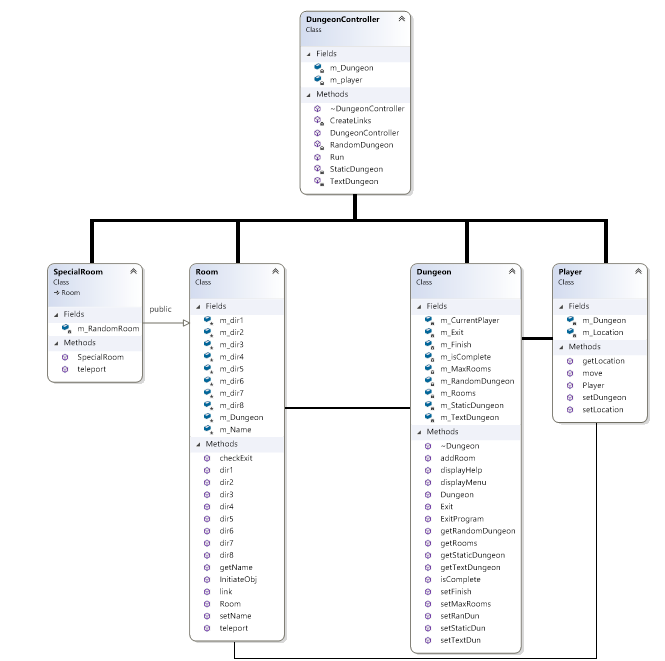 DungeonController
Class
Fields
m_Dungeon
m_player
Methods
~DungeonController
CreateLinks
DungeonController
RandomDungeon
Run
StaticDungeon
TextDungeon
SpecialRoom
Class
Room
Fields
m_RandomRoom
Methods
SpecialRoom
teleport
public
Room
Class
Fields
m_dir1
m_dir2
m_dir3
m_dir4
m_dir5
m_dir6
m_dir7
m_dir8
m_Dungeon
m_Name
Methods
checkExit
dir1
dir2
dir3
dir4
dir5
dir6
dir7
dir8
getName
InitiateObj
link
Room
setName
teleport
Dungeon
Class
Fields
m_CurrentPlayer
m_Exit
m_Finish
m_isComplete
m_MaxRooms
m_RandomDungeon
m_Rooms
m_StaticDungeon
m_TextDungeon
Methods
~Dungeon
addRoom
displayHelp
displayMenu
Dungeon
Exit
ExitProgram
getRandomDungeon
getRooms
getStaticDungeon
getTextDungeon
isComplete
setFinish
setMaxRooms
setRanDun
setStaticDun
setTextDun
Player
Class
Fields
m_Dungeon
m_Location
Methods
getLocation
move
Player
setDungeon
setLocation